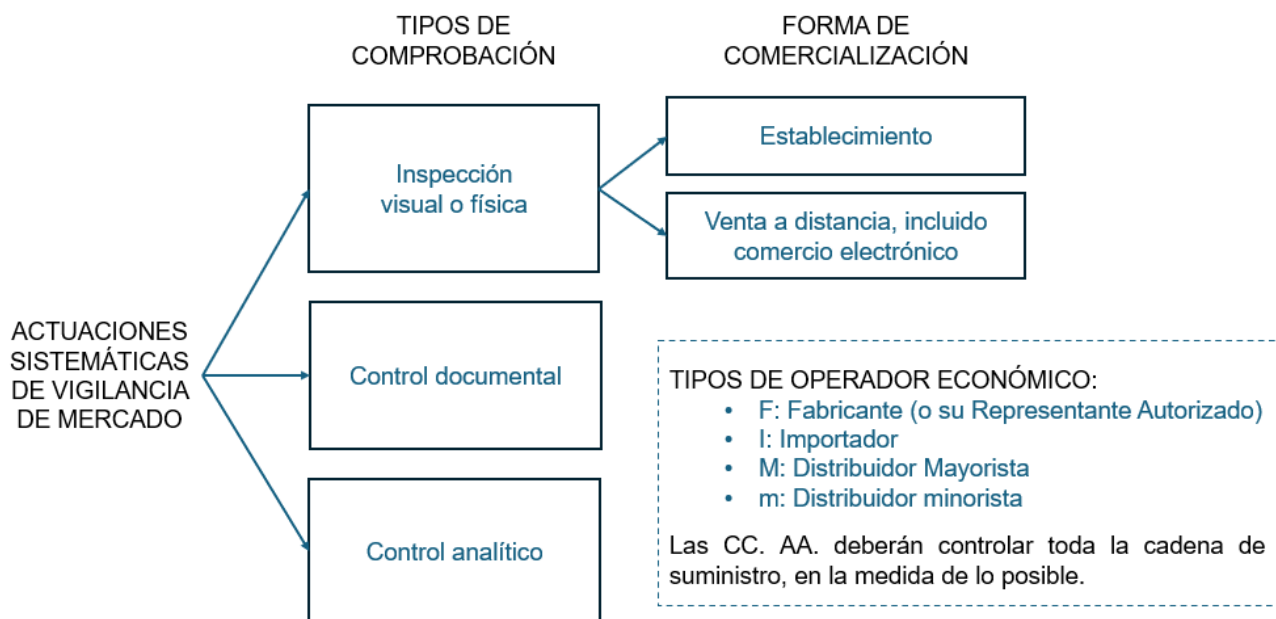 TIPOS DE
COMPROBACIÓN
FORMA DE
COMERCIALIZACIÓN
Inspección
visual o física
Establecimiento
Venta a distancia, incluido
comercio electrónico
ACTUACIONES
SISTEMÁTICAS
DE VIGILANCIA
DE MERCADO
Control documental
Control analítico
TIPOS DE OPERADOR ECONÓMICO:
• F: Fabricante (o su Representante Autorizado)
• I: Importador
• M: Distribuidor Mayorista
• m: Distribuidor minorista
Las CC. AA. deberán controlar toda la cadena de
suministro, en la medida de lo posible.